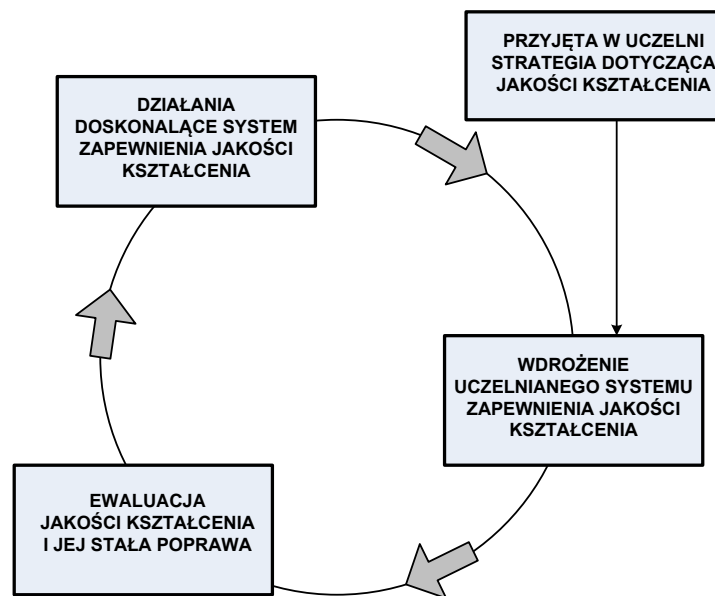 PRZYJĘTA W UCZELNI
STRATEGIA DOTYCZĄCA
JAKOŚCI KSZTAŁCENIA
DZIAŁANIA
DOSKONALĄCE SYSTEM
ZAPEWNIENIA JAKOŚCI
KSZTAŁCENIA
WDROŻENIE
UCZELNIANEGO SYSTEMU
ZAPEWNIENIA JAKOŚCI
KSZTAŁCENIA
EWALUACJA
JAKOŚCI KSZTAŁCENIA
I JEJ STAŁA POPRAWA